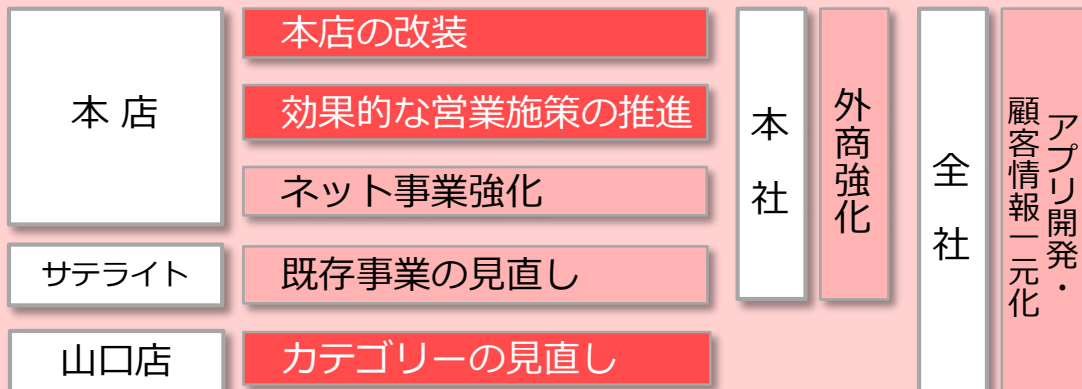 本 店
本店の改装
効果的な営業施策の推進
ネット事業強化
サテライト
既存事業の見直し
山口店
カテゴリーの見直し
本 社
外商強化
全 社
アプリ開発・
顧客情報一元化